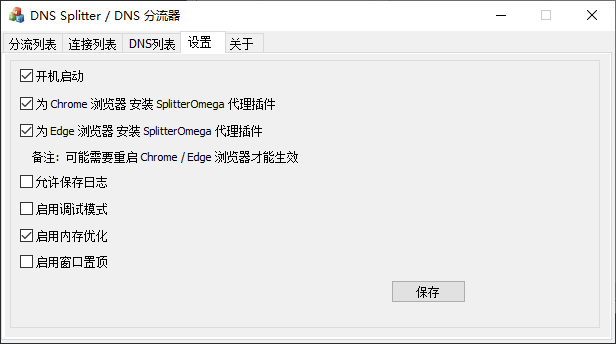 DNS Splitter / DNS 分流器
分流列表 连接列表 DNS列表 设置 关于
开机启动
为 Chrome 浏览器 安装 SplitterOmega 代理插件
为 Edge 浏览器 安装 SplitterOmega 代理插件
备注: 可能需要重启 Chrome / Edge 浏览器才能生效
允许保存日志
启用调试模式
启用内存优化
启用窗口置顶
保存